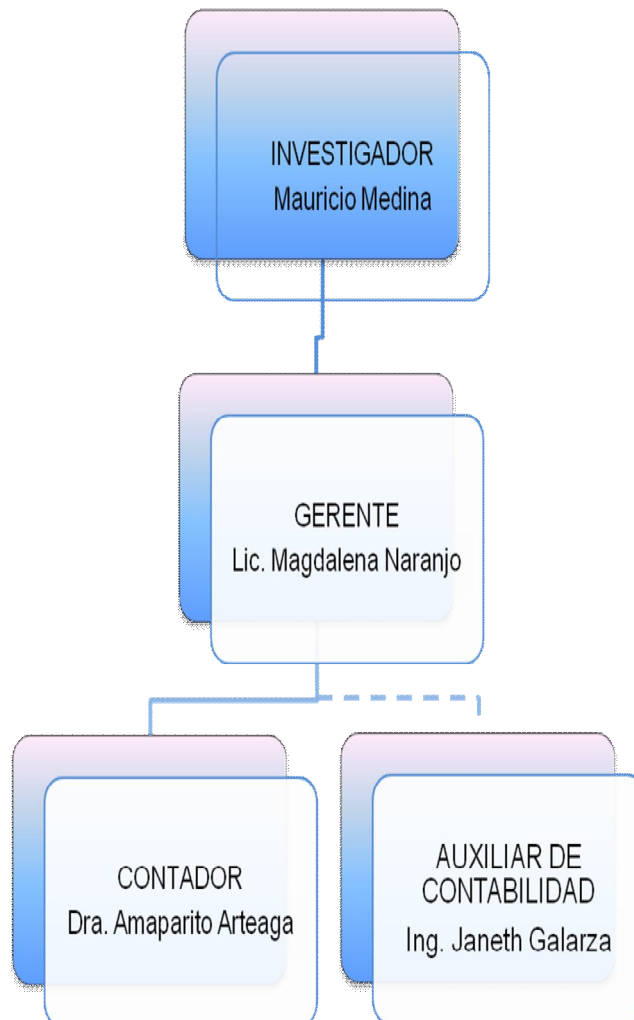 INVESTIGADOR
Mauricio Medina
GERENTE
Lic. Magdalena Naranjo
CONTADOR
Dra. Amaparito Arteaga
AUXILIAR DE
CONTABILIDAD
Ing. Janeth Galarza